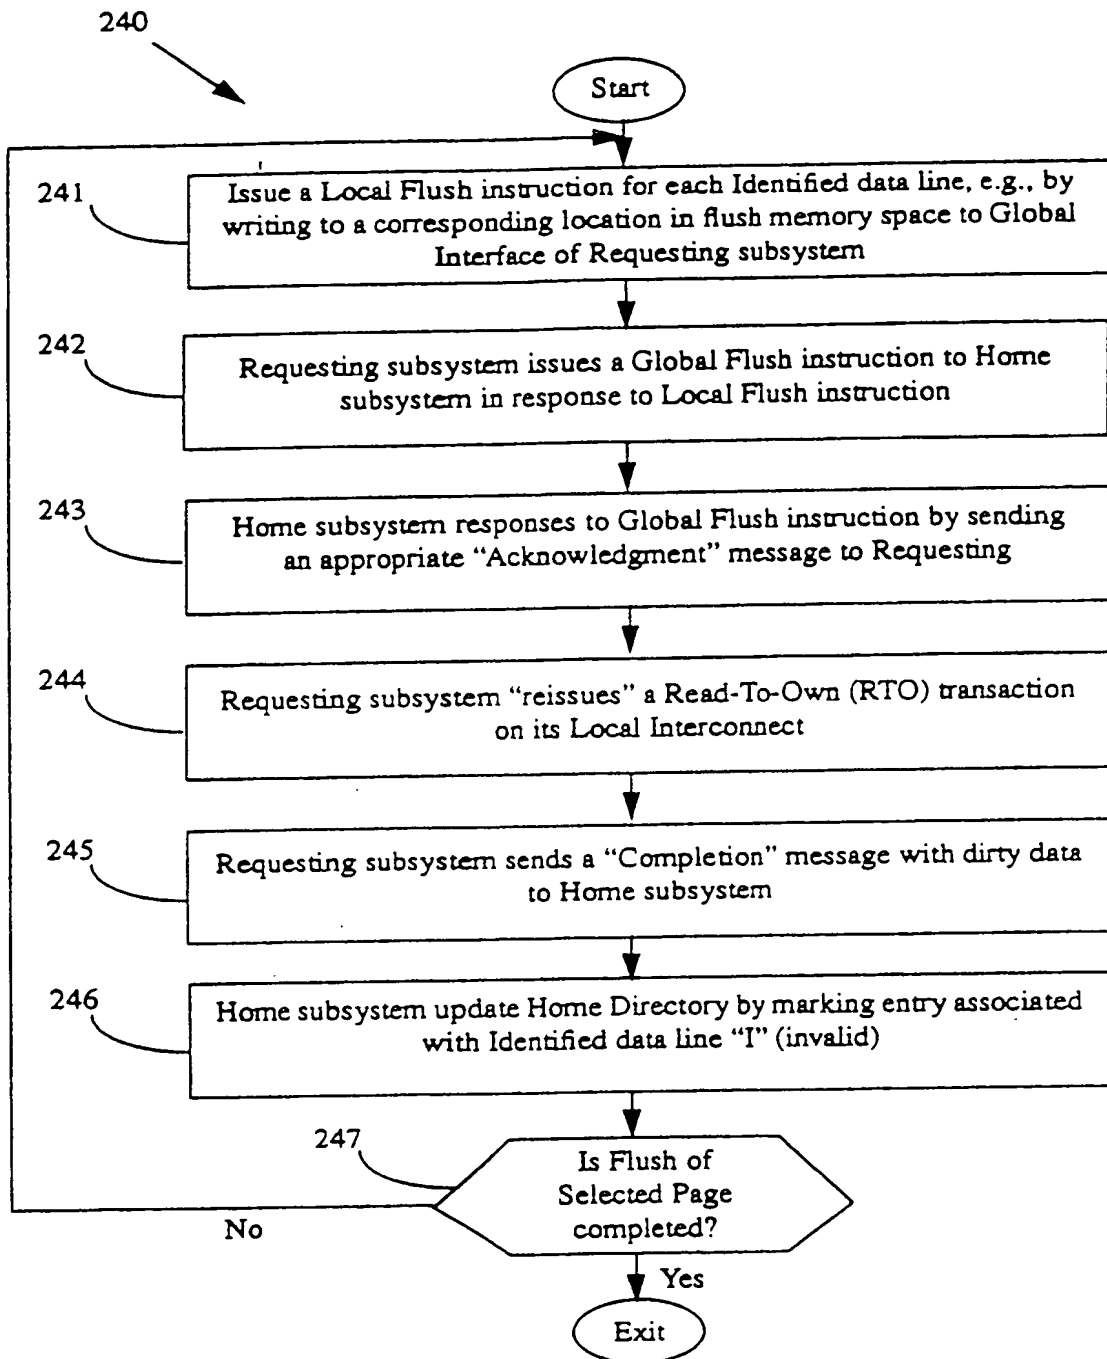 240
Start
241
Issue a Local Flush instruction for each Identified data line, e.g., by
writing to a corresponding location in flush memory space to Global
Interface of Requesting subsystem
242
Requesting subsystem issues a Global Flush instruction to Home
subsystem in response to Local Flush instruction
243
Home subsystem responses to Global Flush instruction by sending
an appropriate “Acknowledgment” message to Requesting
244
Requesting subsystem “reissues” a Read-To-Own (RTO) transaction
on its Local Interconnect
245
Requesting subsystem sends a “Completion” message with dirty data
to Home subsystem
246
Home subsystem update Home Directory by marking entry associated
with Identified data line “I” (invalid)
247
Is Flush of
Selected Page
completed?
No
Yes
Exit